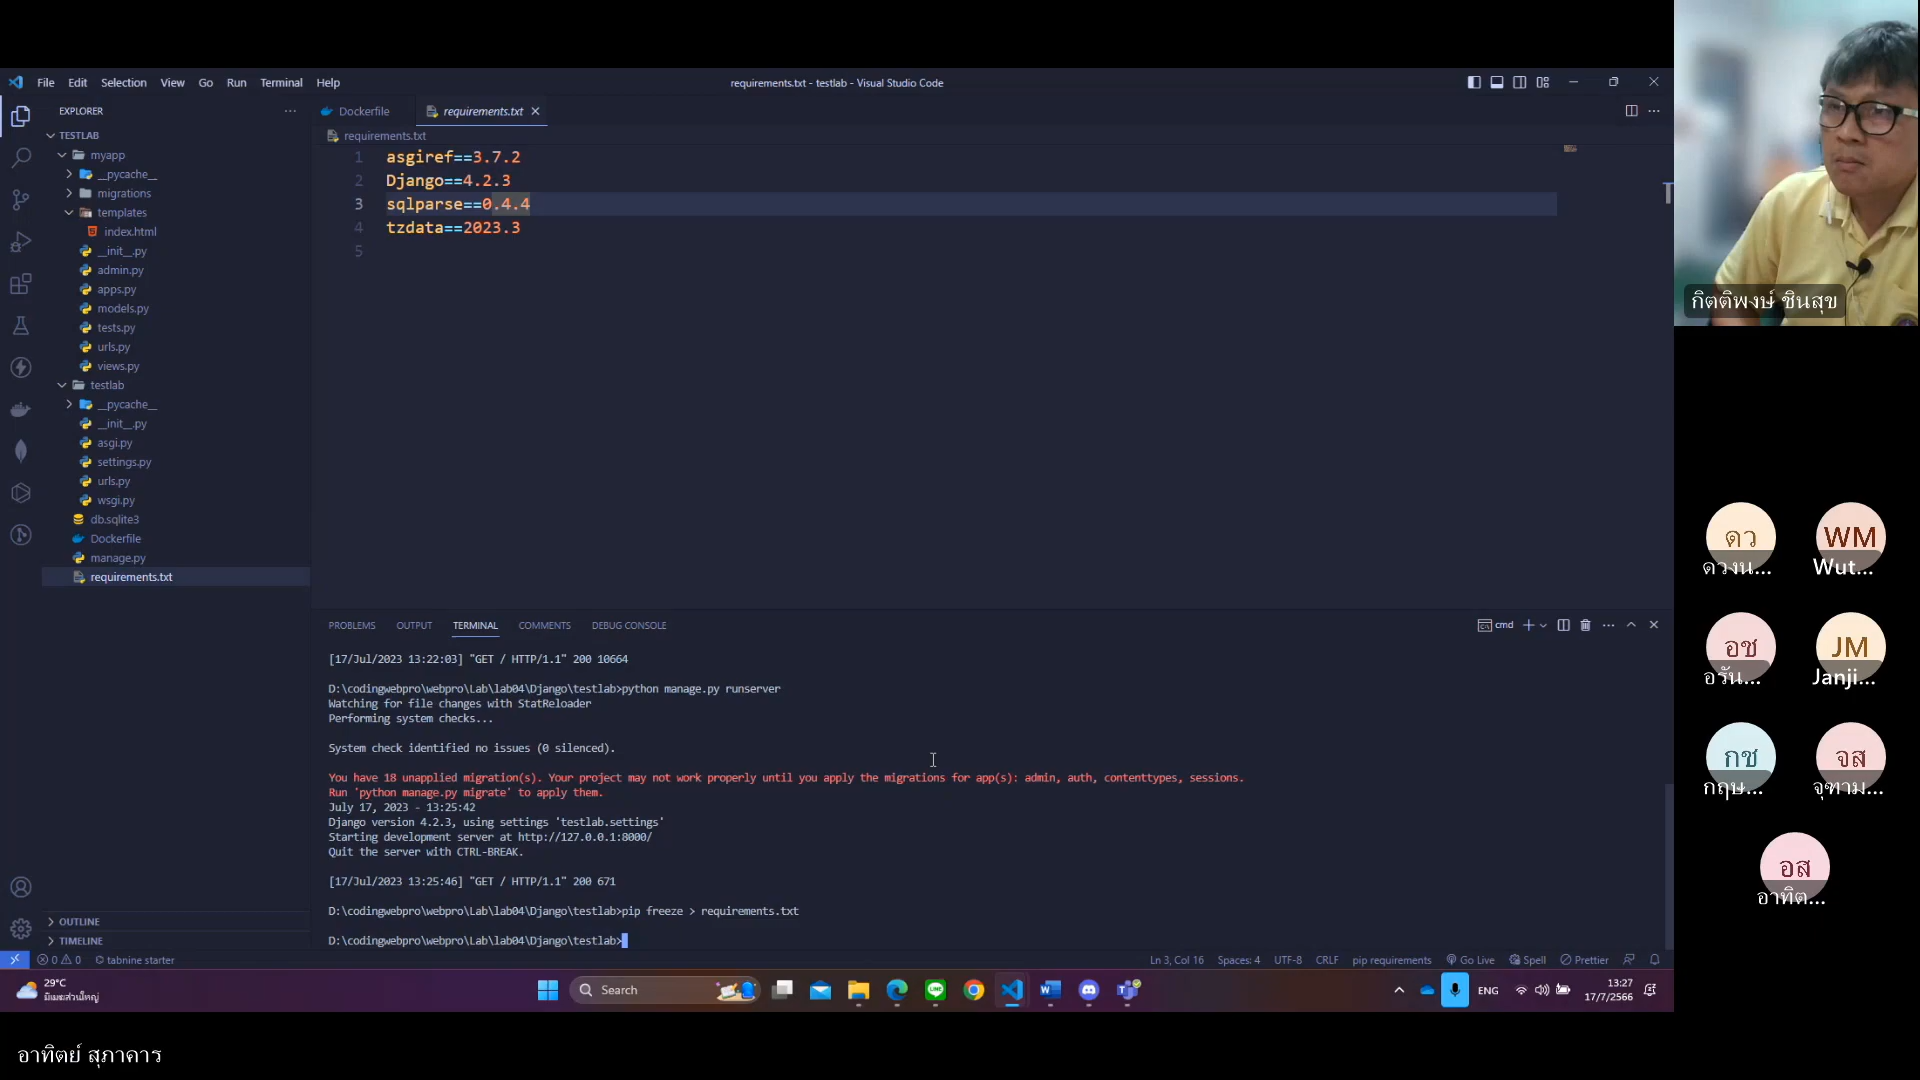 File Edit Selection View Go Run Terminal Help
requirements.txt - testlab - Visual Studio Code
EXPLORER
TESTLAB
myapp
__pycache__
migrations
templates
index.html
__init__.py
admin.py
apps.py
models.py
tests.py
urls.py
views.py
testlab
__pycache__
__init__.py
asgi.py
settings.py
urls.py
wsgi.py
db.sqlite3
Dockerfile
manage.py
requirements.txt
OUTLINE
TIMELINE
Dockerfile
requirements.txt
requirements.txt
1 asgiref==3.7.2
2 Django==4.2.3
3 sqlparse==0.4.4
4 tzdata==2023.3
5
PROBLEMS OUTPUT TERMINAL COMMENTS DEBUG CONSOLE
cmd
[17/Jul/2023 13:22:03] "GET / HTTP/1.1" 200 10664
D:\codingwebpro\webpro\Lab\lab04\Django\testlab>python manage.py runserver
Watching for file changes with StatReloader
Performing system checks...
System check identified no issues (0 silenced).
You have 18 unapplied migration(s). Your project may not work properly until you apply the migrations for app(s): admin, auth, contenttypes, sessions.
Run 'python manage.py migrate' to apply them.
July 17, 2023 - 13:25:42
Django version 4.2.3, using settings 'testlab.settings'
Starting development server at http://127.0.0.1:8000/
Quit the server with CTRL-BREAK.
[17/Jul/2023 13:25:46] "GET / HTTP/1.1" 200 671
D:\codingwebpro\webpro\Lab\lab04\Django\testlab>pip freeze > requirements.txt
D:\codingwebpro\webpro\Lab\lab04\Django\testlab>
0 0 tabnine starter
Ln 3, Col 16 Spaces: 4 UTF-8 CRLF pip requirements Go Live Spell Prettier
29°C
มีเมฆส่วนใหญ่
Search
ENG
13:27
17/7/2566
กิตติพงษ์ ชินสุข
ดว
ดวงน...
WM
Wut...
อช
อรัน...
JM
Janji...
กช
กฤษ...
จส
จุฑาม...
อส
อาทิต...
อาทิตย์ สุภาคาร